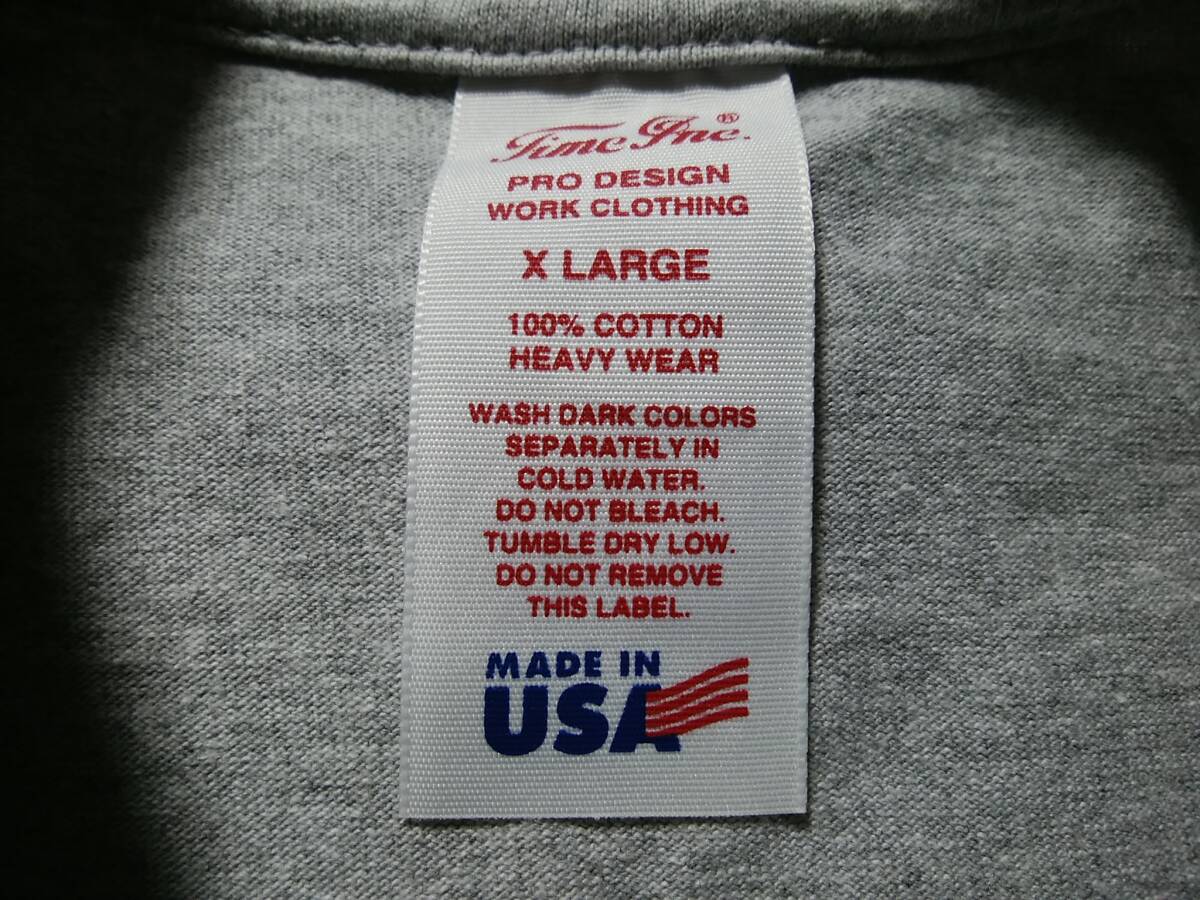 Time Inc.®
PRO DESIGN
WORK CLOTHING
X LARGE
100% COTTON
HEAVY WEAR
WASH DARK COLORS
SEPARATELY IN
COLD WATER.
DO NOT BLEACH.
TUMBLE DRY LOW.
DO NOT REMOVE
THIS LABEL.
MADE IN
USA